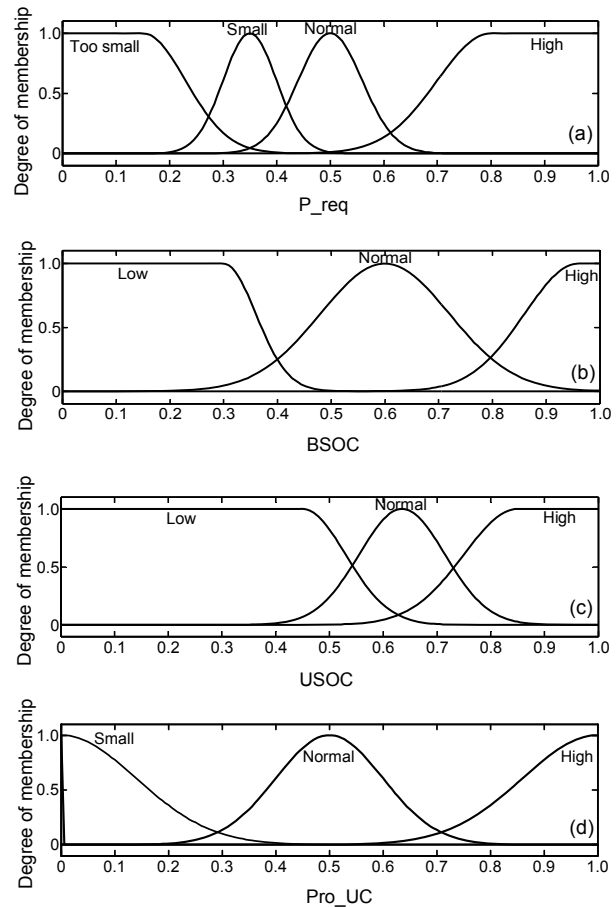 Degree of membership
1.0
0.5
0
Too small
Small
Normal
High
(a)
0 0.1 0.2 0.3 0.4 0.5 0.6 0.7 0.8 0.9 1.0
P_req
Degree of membership
1.0
0.5
0
Low
Normal
High
(b)
0 0.1 0.2 0.3 0.4 0.5 0.6 0.7 0.8 0.9 1.0
BSOC
Degree of membership
1.0
0.5
0
Low
Normal
High
(c)
0 0.1 0.2 0.3 0.4 0.5 0.6 0.7 0.8 0.9 1.0
USOC
Degree of membership
1.0
0.5
0
Small
Normal
High
(d)
0 0.1 0.2 0.3 0.4 0.5 0.6 0.7 0.8 0.9 1.0
Pro_UC